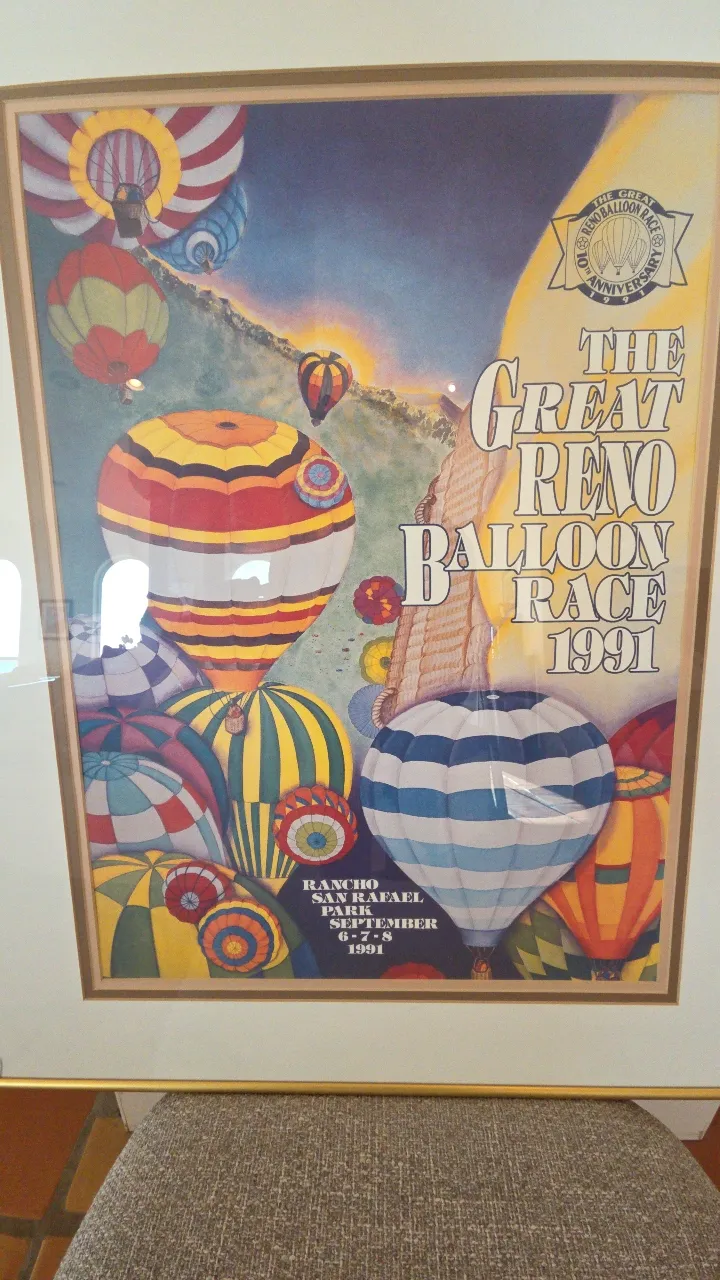 THE GREAT
RENO BALLOON RACE
10TH ANNIVERSARY
1991
THE
GREAT
RENO
BALLOON
RACE
1991
RANCHO
SAN RAFAEL
PARK
SEPTEMBER
6-7-8
1991